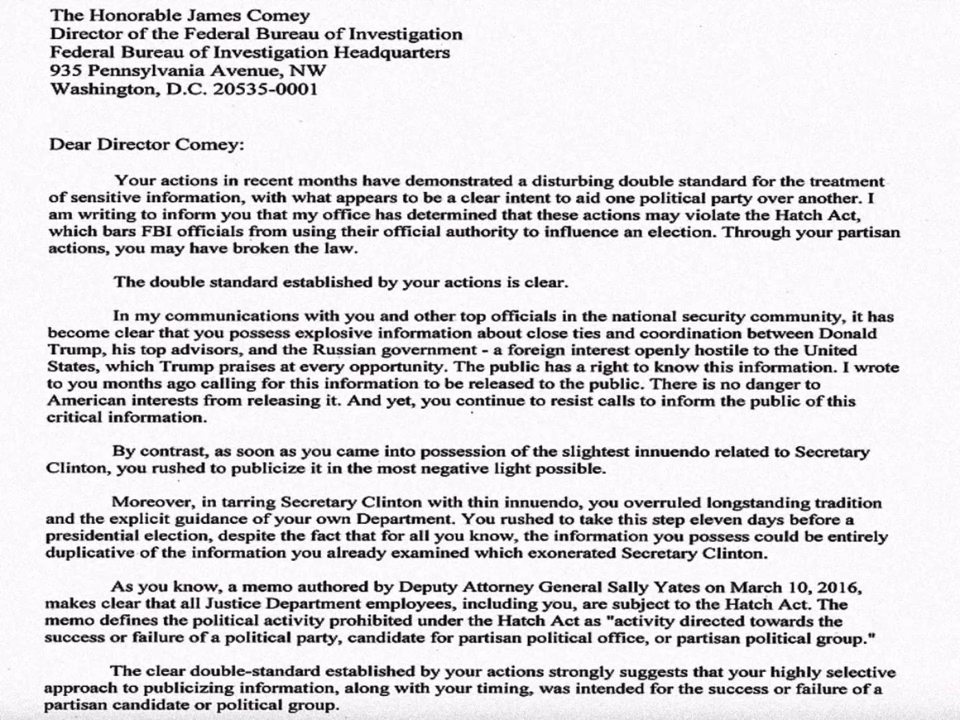 The Honorable James Comey
Director of the Federal Bureau of Investigation
Federal Bureau of Investigation Headquarters
935 Pennsylvania Avenue, NW
Washington, D.C. 20535-0001
Dear Director Comey:
Your actions in recent months have demonstrated a disturbing double standard for the treatment
of sensitive information, with what appears to be a clear intent to aid one political party over another. I
am writing to inform you that my office has determined that these actions may violate the Hatch Act,
which bars FBI officials from using their official authority to influence an election. Through your partisan
actions, you may have broken the law.
The double standard established by your actions is clear.
In my communications with you and other top officials in the national security community, it has
become clear that you possess explosive information about close ties and coordination between Donald
Trump, his top advisors, and the Russian government - a foreign interest openly hostile to the United
States, which Trump praises at every opportunity. The public has a right to know this information. I wrote
to you months ago calling for this information to be released to the public. There is no danger to
American interests from releasing it. And yet, you continue to resist calls to inform the public of this
critical information.
By contrast, as soon as you came into possession of the slightest innuendo related to Secretary
Clinton, you rushed to publicize it in the most negative light possible.
Moreover, in tarring Secretary Clinton with thin innuendo, you overruled longstanding tradition
and the explicit guidance of your own Department. You rushed to take this step eleven days before a
presidential election, despite the fact that for all you know, the information you possess could be entirely
duplicative of the information you already examined which exonerated Secretary Clinton.
As you know, a memo authored by Deputy Attorney General Sally Yates on March 10, 2016,
makes clear that all Justice Department employees, including you, are subject to the Hatch Act. The
memo defines the political activity prohibited under the Hatch Act as "activity directed towards the
success or failure of a political party, candidate for partisan political office, or partisan political group."
The clear double-standard established by your actions strongly suggests that your highly selective
approach to publicizing information, along with your timing, was intended for the success or failure of a
partisan candidate or political group.